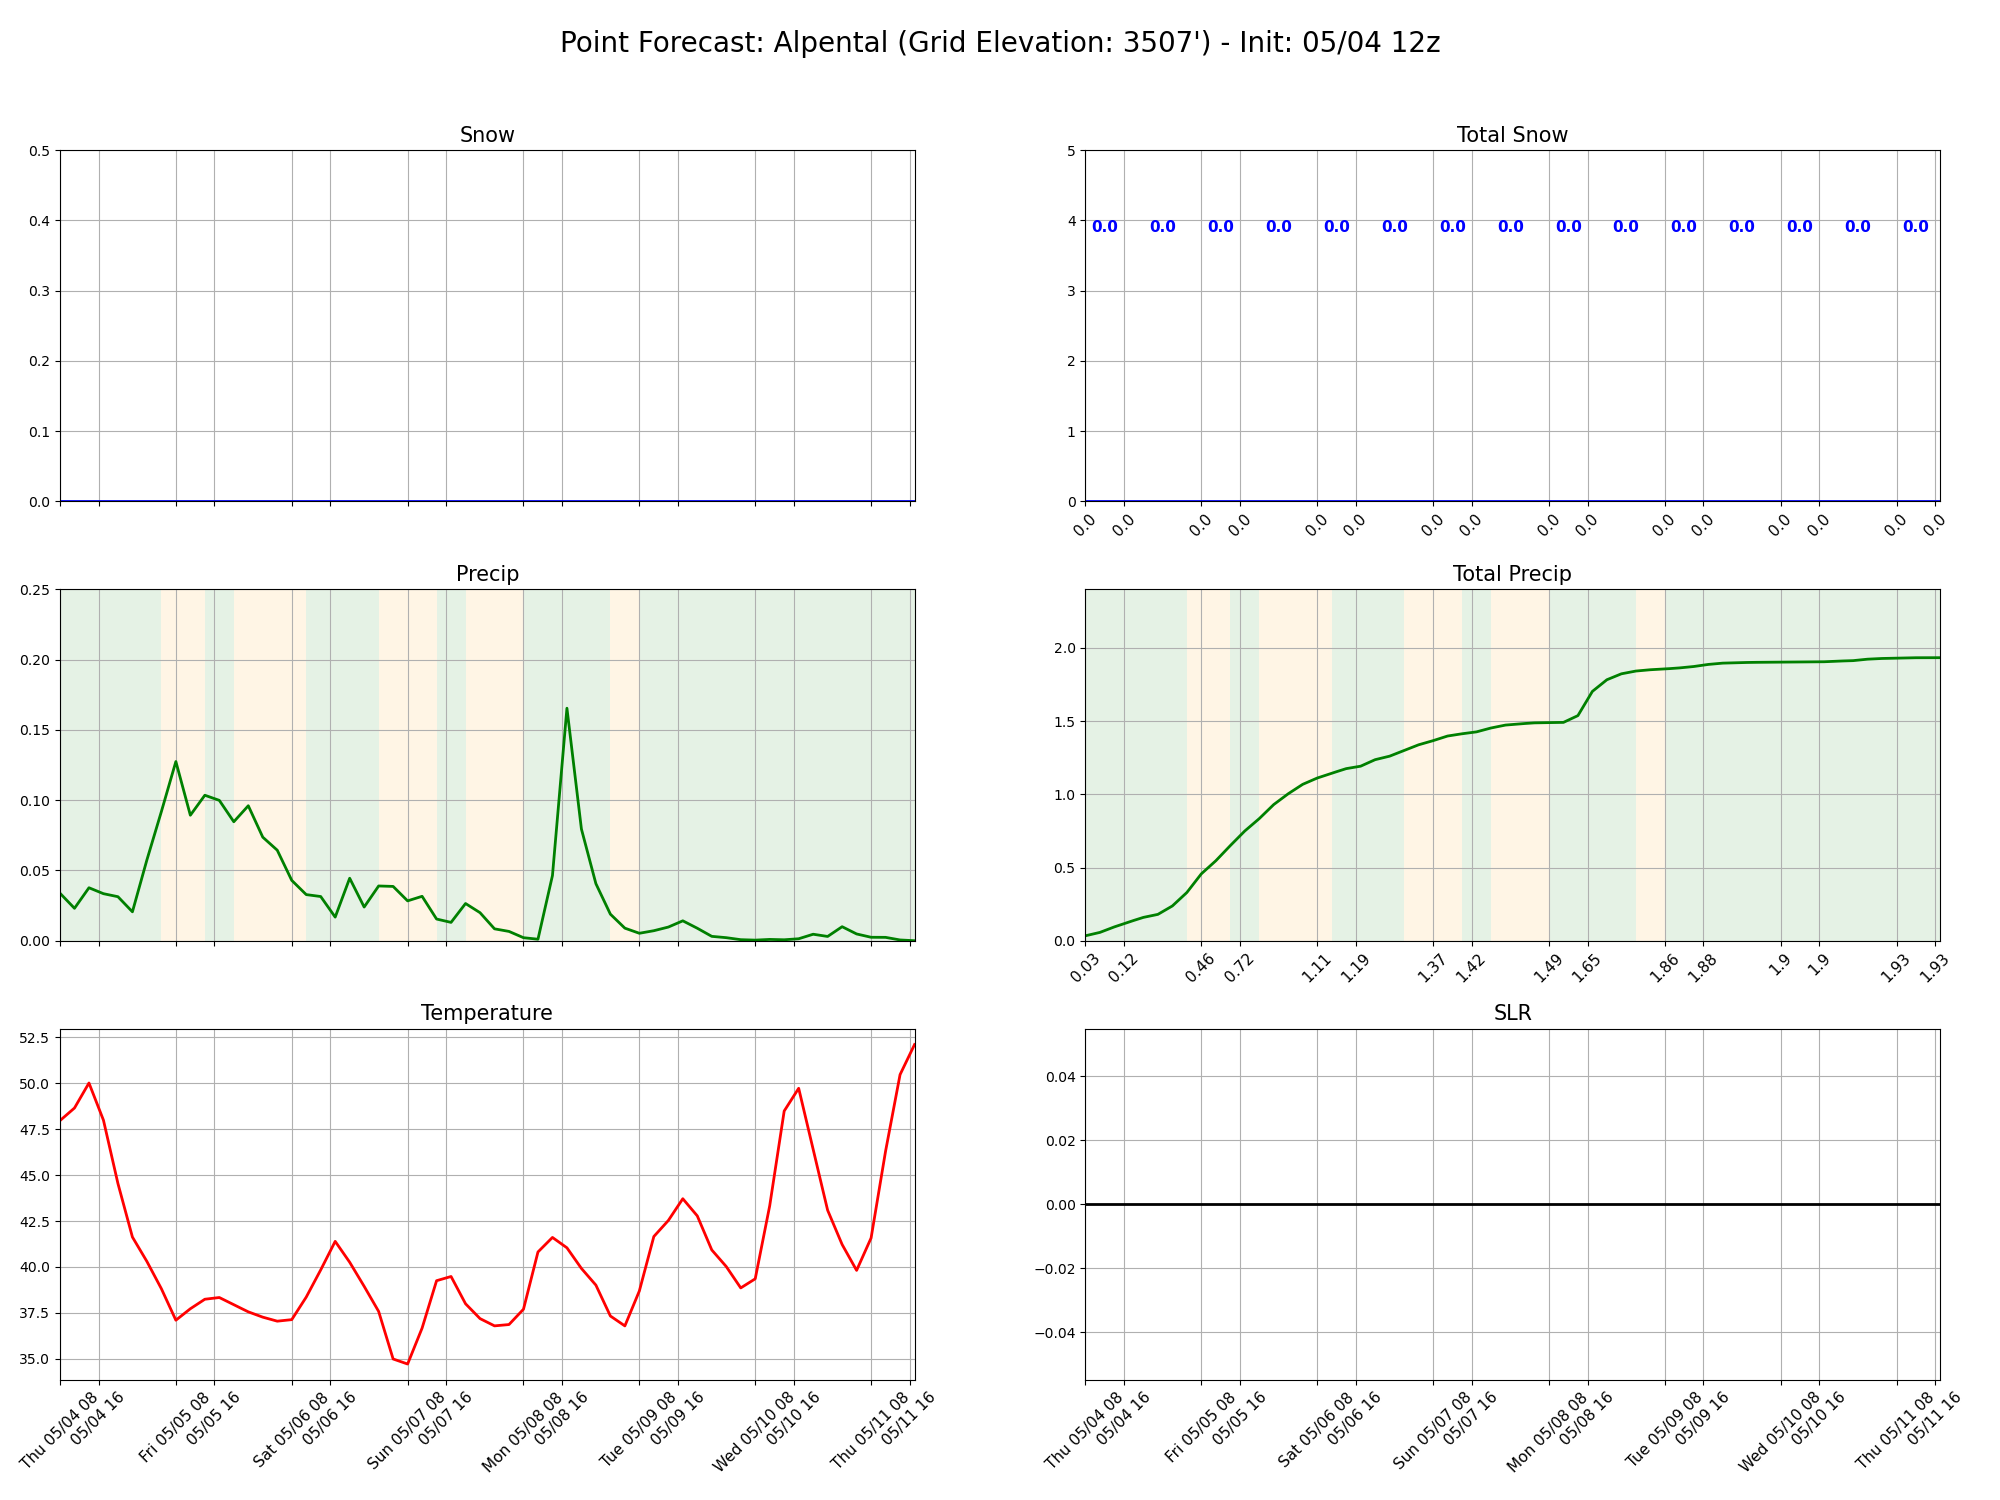 Point Forecast: Alpental (Grid Elevation: 3507') - Init: 05/04 12z
Snow
0.5
0.4
0.3
0.2
0.1
0.0
Total Snow
5
4
3
2
1
0
0.0 0.0 0.0 0.0 0.0 0.0 0.0 0.0 0.0 0.0 0.0 0.0 0.0 0.0 0.0
0.0 0.0 0.0 0.0 0.0 0.0 0.0 0.0 0.0 0.0 0.0 0.0 0.0 0.0 0.0 0.0
Precip
0.25
0.20
0.15
0.10
0.05
0.00
Total Precip
2.0
1.5
1.0
0.5
0.0
0.03 0.12 0.46 0.72 1.11 1.19 1.37 1.42 1.49 1.65 1.86 1.88 1.9 1.9 1.93 1.93
Temperature
52.5
50.0
47.5
45.0
42.5
40.0
37.5
35.0
Thu 05/04 08
05/04 16
Fri 05/05 08
05/05 16
Sat 05/06 08
05/06 16
Sun 05/07 08
05/07 16
Mon 05/08 08
05/08 16
Tue 05/09 08
05/09 16
Wed 05/10 08
05/10 16
Thu 05/11 08
05/11 16
SLR
0.04
0.02
0.00
−0.02
−0.04
Thu 05/04 08
05/04 16
Fri 05/05 08
05/05 16
Sat 05/06 08
05/06 16
Sun 05/07 08
05/07 16
Mon 05/08 08
05/08 16
Tue 05/09 08
05/09 16
Wed 05/10 08
05/10 16
Thu 05/11 08
05/11 16